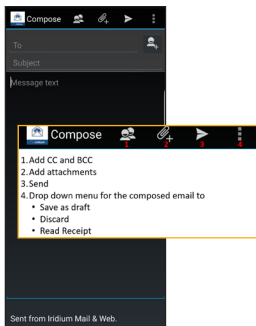 Compose
To
Subject
Message text
Compose
1 2 3 4
1.Add CC and BCC
2.Add attachments
3.Send
4.Drop down menu for the composed email to
• Save as draft
• Discard
• Read Receipt
Sent from Iridium Mail & Web.